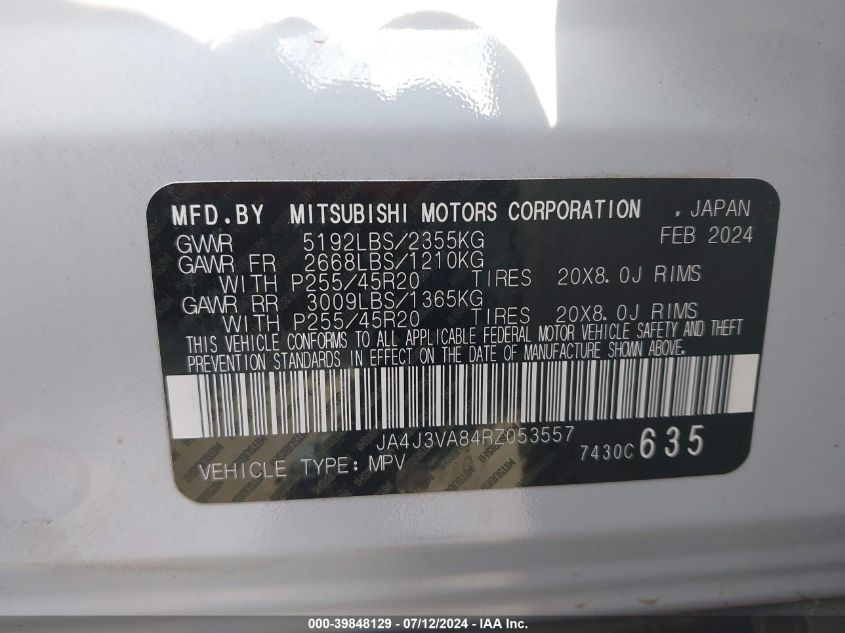 MFD.BY MITSUBISHI MOTORS CORPORATION , JAPAN
GWWR 5192LBS/2355KG FEB 2024
GAWR FR 2668LBS/1210KG
WITH P255/45R20 TIRES 20X8.0J RIMS
GAWR RR 3009LBS/1365KG
WITH P255/45R20 TIRES 20X8.0J RIMS
THIS VEHICLE CONFORMS TO ALL APPLICABLE FEDERAL MOTOR VEHICLE SAFETY AND THEFT
PREVENTION STANDARDS IN EFFECT ON THE DATE OF MANUFACTURE SHOWN ABOVE.
JA4J3VA84RZ053557
VEHICLE TYPE: MPV 7430C 635
000-39848129 - 07/12/2024 - IAAI, Inc.